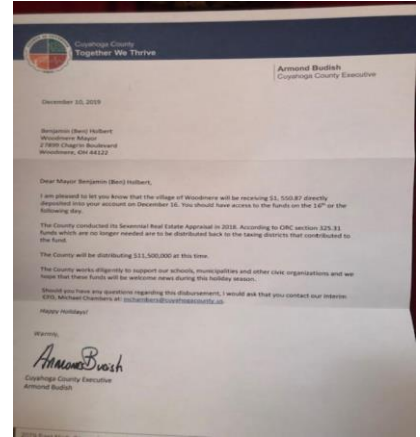 Cuyahoga County
Together We Thrive
Armond Budish
Cuyahoga County Executive
December 10, 2019
Benjamin (Ben) Holbert
Woodmere Mayor
27899 Chagrin Boulevard
Woodmere, OH 44122
Dear Mayor Benjamin (Ben) Holbert,
I am pleased to let you know that the village of Woodmere will be receiving $1, 550.87 directly
deposited into your account on December 16. You should have access to the funds on the 16th or the
following day.
The County conducted its Sexennial Real Estate Appraisal in 2018. According to ORC section 325.31
funds which are no longer needed are to be distributed back to the taxing districts that contributed to
the fund.
The County will be distributing $11,500,000 at this time.
The County works diligently to support our schools, municipalities and other civic organizations and we
hope that these funds will be welcome news during this holiday season.
Should you have any questions regarding this disbursement, I would ask that you contact our interim
Michael Chambers at: mchambers@cuyahogacounty.us.
Happy Holidays!
Warmly,
Armond Budish
Cuyahoga County Executive
Armond Budish